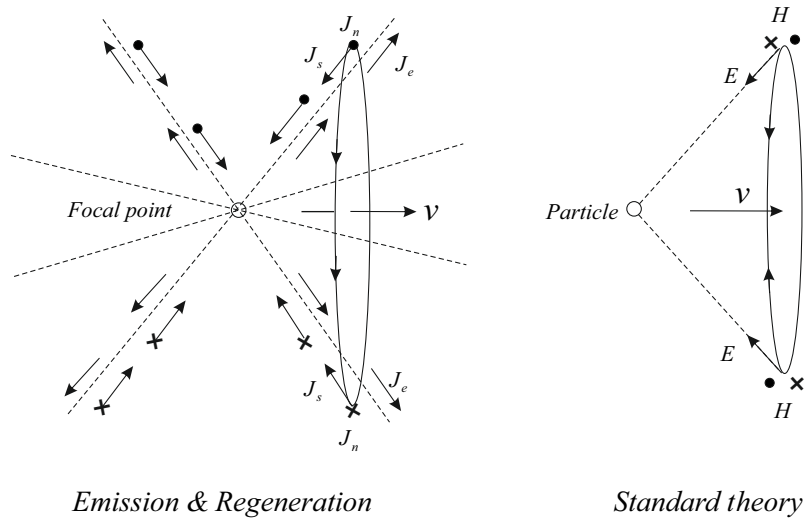 J_n
J_s
J_e
Focal point
v
J_s
J_e
J_n
Emission & Regeneration
H
E
Particle
v
E
H
Standard theory